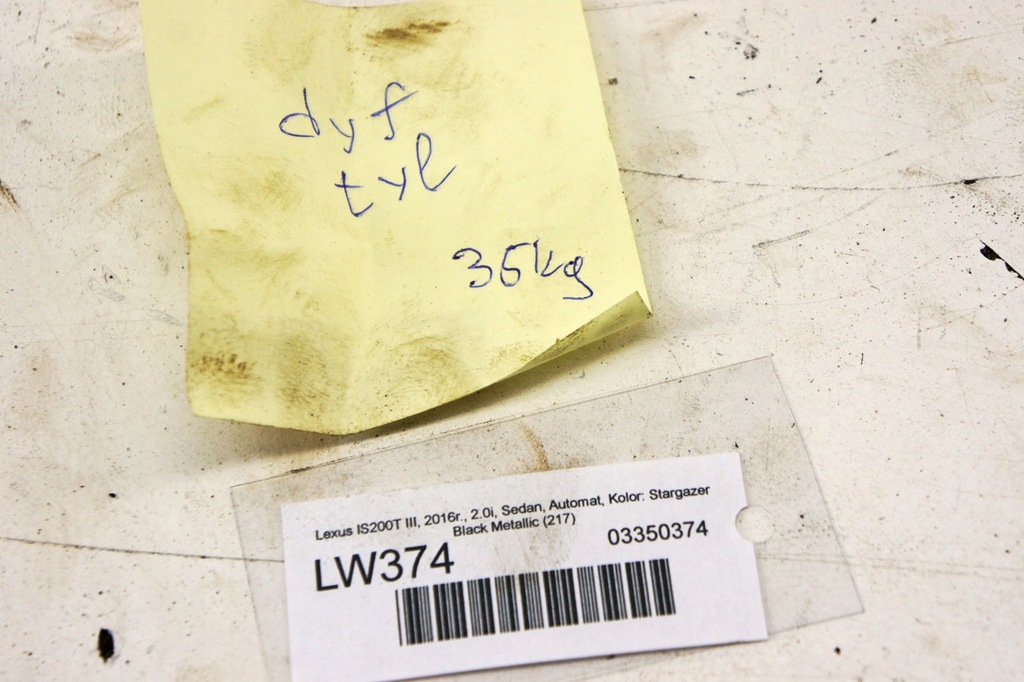 dyf
tyl
35kg
Lexus IS200T III, 2016r., 2.0i, Sedan, Automat, Kolor: Stargazer
Black Metallic (217)
LW374 03350374